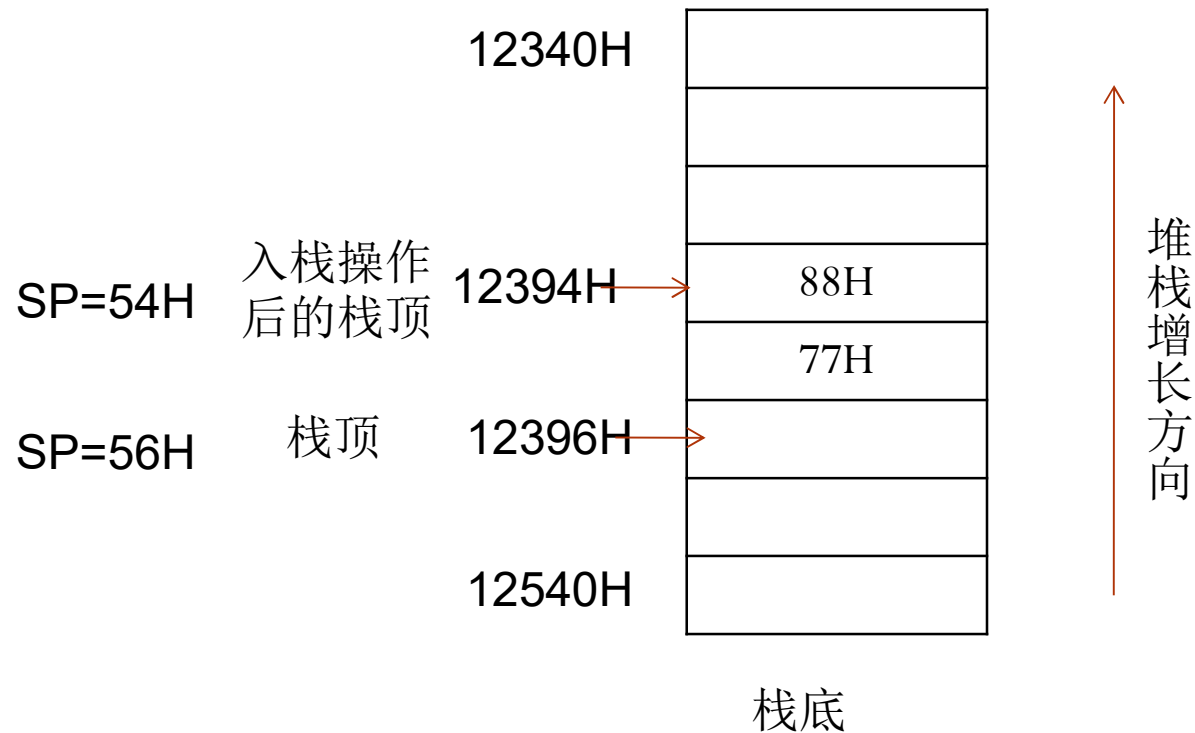 12340H
入栈操作
后的栈顶
SP=54H
12394H
88H
77H
SP=56H
栈顶
12396H
12540H
栈底
堆栈增长方向